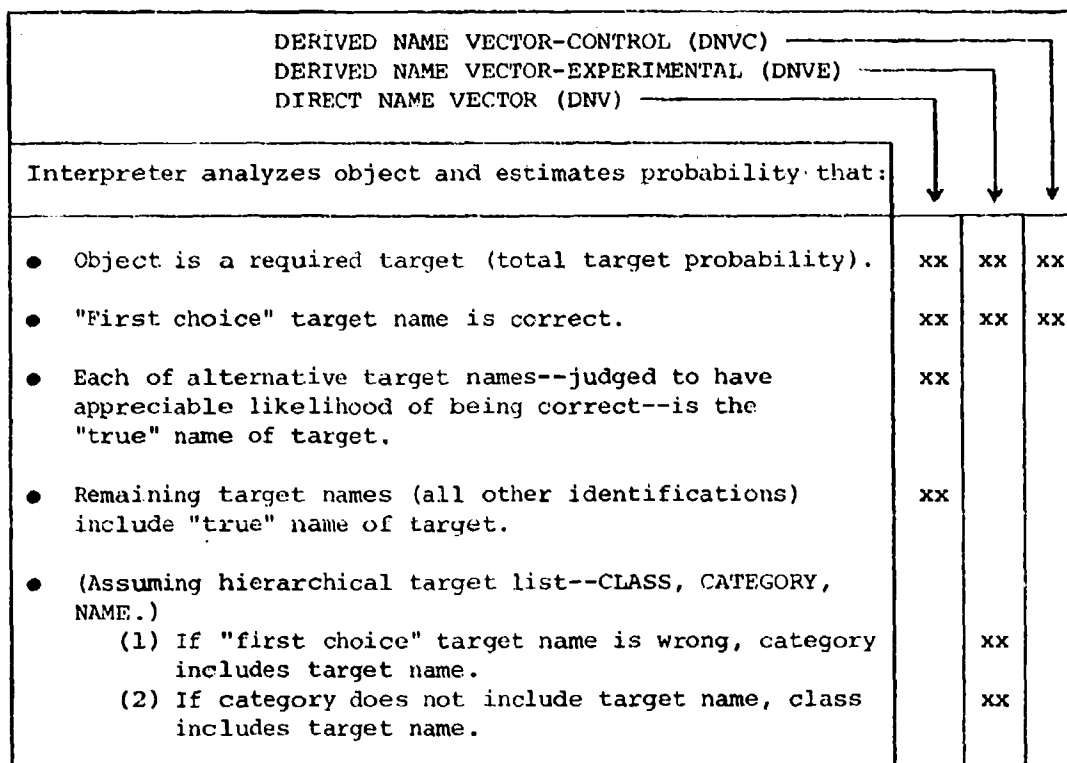 DERIVED NAME VECTOR-CONTROL (DNVC)
DERIVED NAME VECTOR-EXPERIMENTAL (DNVE)
DIRECT NAME VECTOR (DNV)
Interpreter analyzes object and estimates probability that:
● Object is a required target (total target probability). xx xx xx
● "First choice" target name is correct. xx xx xx
● Each of alternative target names--judged to have xx
appreciable likelihood of being correct--is the
"true" name of target.
● Remaining target names (all other identifications) xx
include "true" name of target.
● (Assuming hierarchical target list--CLASS, CATEGORY,
NAME.)
(1) If "first choice" target name is wrong, category xx
includes target name.
(2) If category does not include target name, class xx
includes target name.